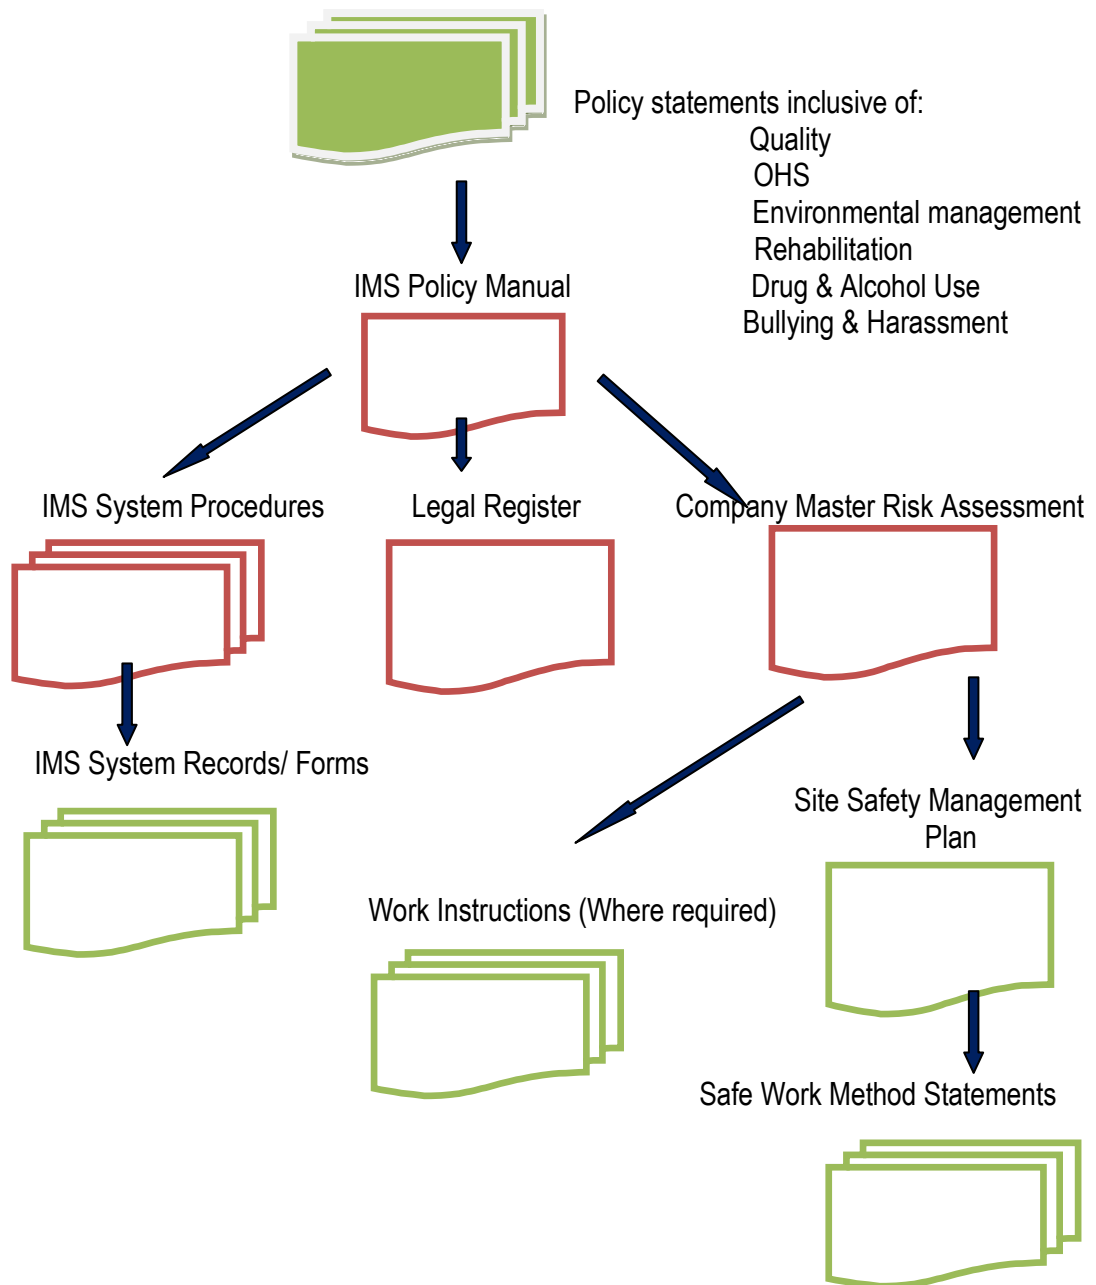 Policy statements inclusive of:
Quality
OHS
Environmental management
Rehabilitation
Drug & Alcohol Use
Bullying & Harassment
IMS Policy Manual
IMS System Procedures
Legal Register
Company Master Risk Assessment
IMS System Records/ Forms
Site Safety Management
Plan
Work Instructions (Where required)
Safe Work Method Statements